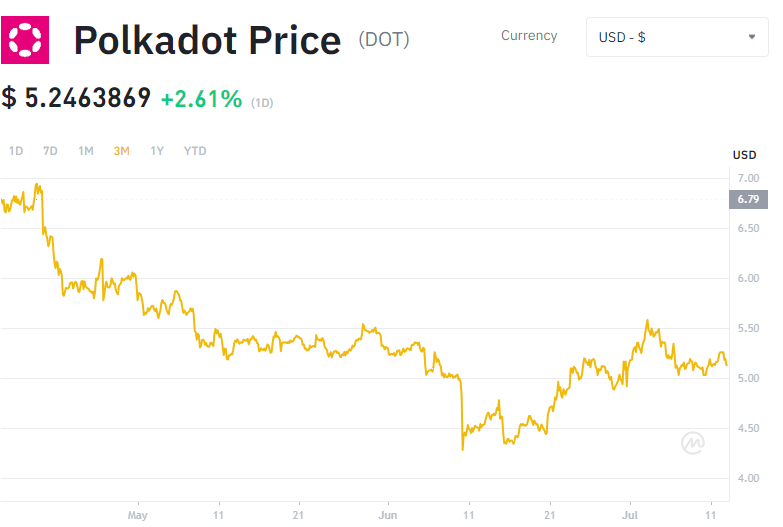 Polkadot Price (DOT)
Currency
USD - $
$ 5.2463869 +2.61% (1D)
1D 7D 1M 3M 1Y YTD
USD
7.00
6.79
6.50
6.00
5.50
5.00
4.50
4.00
May 11 21 Jun 11 21 Jul 11